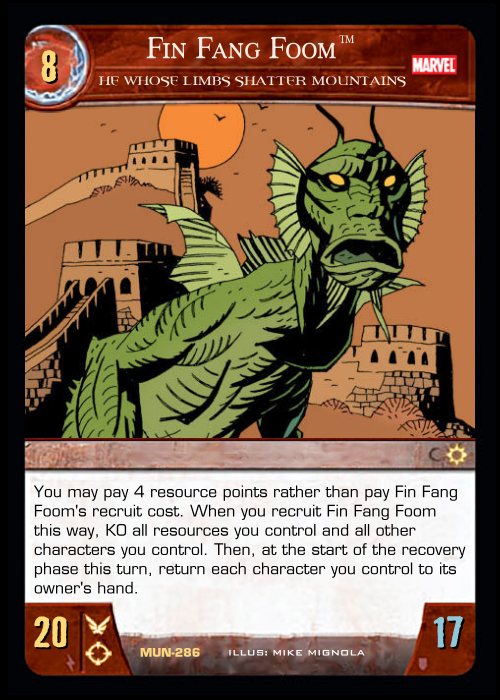 8
FIN FANG FOOM™
MARVEL
HE WHOSE LIMBS SHATTER MOUNTAINS
C
You may pay 4 resource points rather than pay Fin Fang
Foom's recruit cost. When you recruit Fin Fang Foom
this way, KO all resources you control and all other
characters you control. Then, at the start of the recovery
phase this turn, return each character you control to its
owner's hand.
20
MUN-286
ILLUS: MIKE MIGNOLA
17